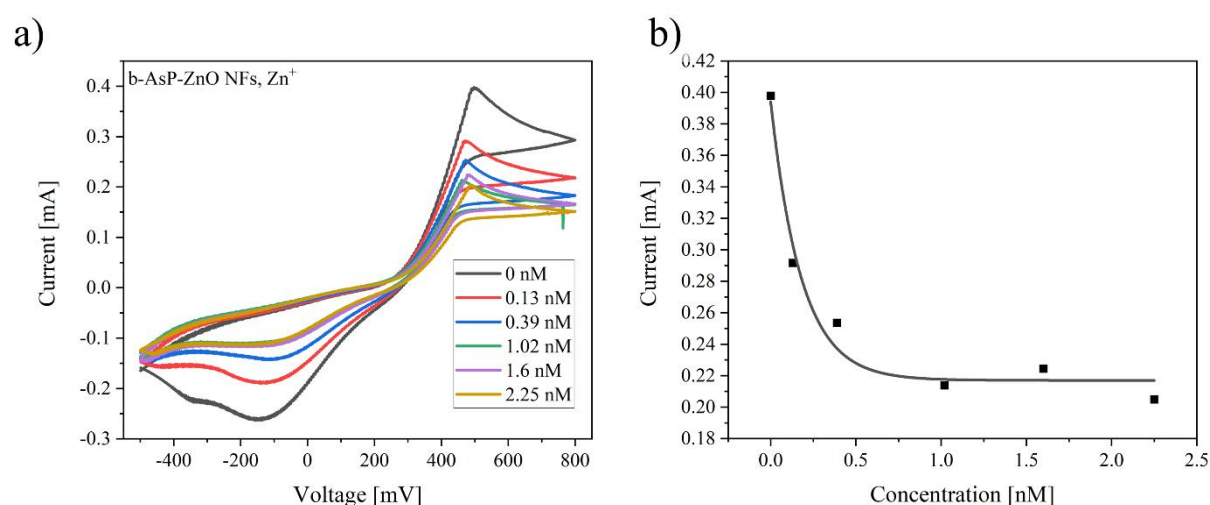 a)
b-AsP-ZnO NFs, Zn⁺
Current [mA]
0.4
0.3
0.2
0.1
0.0
-0.1
-0.2
-0.3
-400
-200
0
200
400
600
800
Voltage [mV]
0 nM
0.13 nM
0.39 nM
1.02 nM
1.6 nM
2.25 nM
b)
Current [mA]
0.42
0.40
0.38
0.36
0.34
0.32
0.30
0.28
0.26
0.24
0.22
0.20
0.18
0.0
0.5
1.0
1.5
2.0
2.5
Concentration [nM]